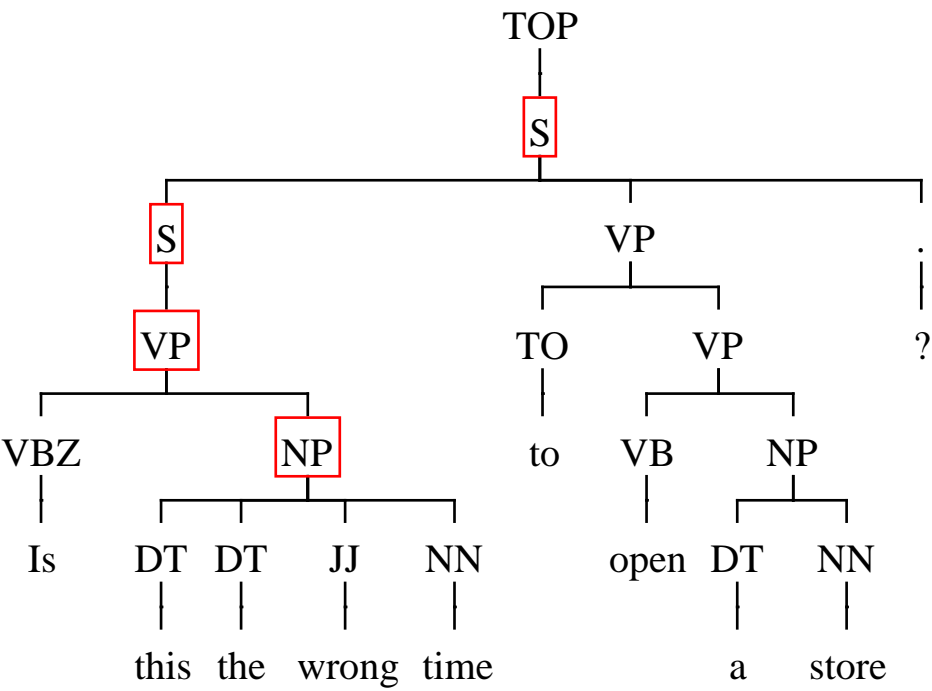 TOP
S
S VP .
VP TO VP ?
VBZ NP to VB NP
Is DT DT JJ NN open DT NN
this the wrong time a store